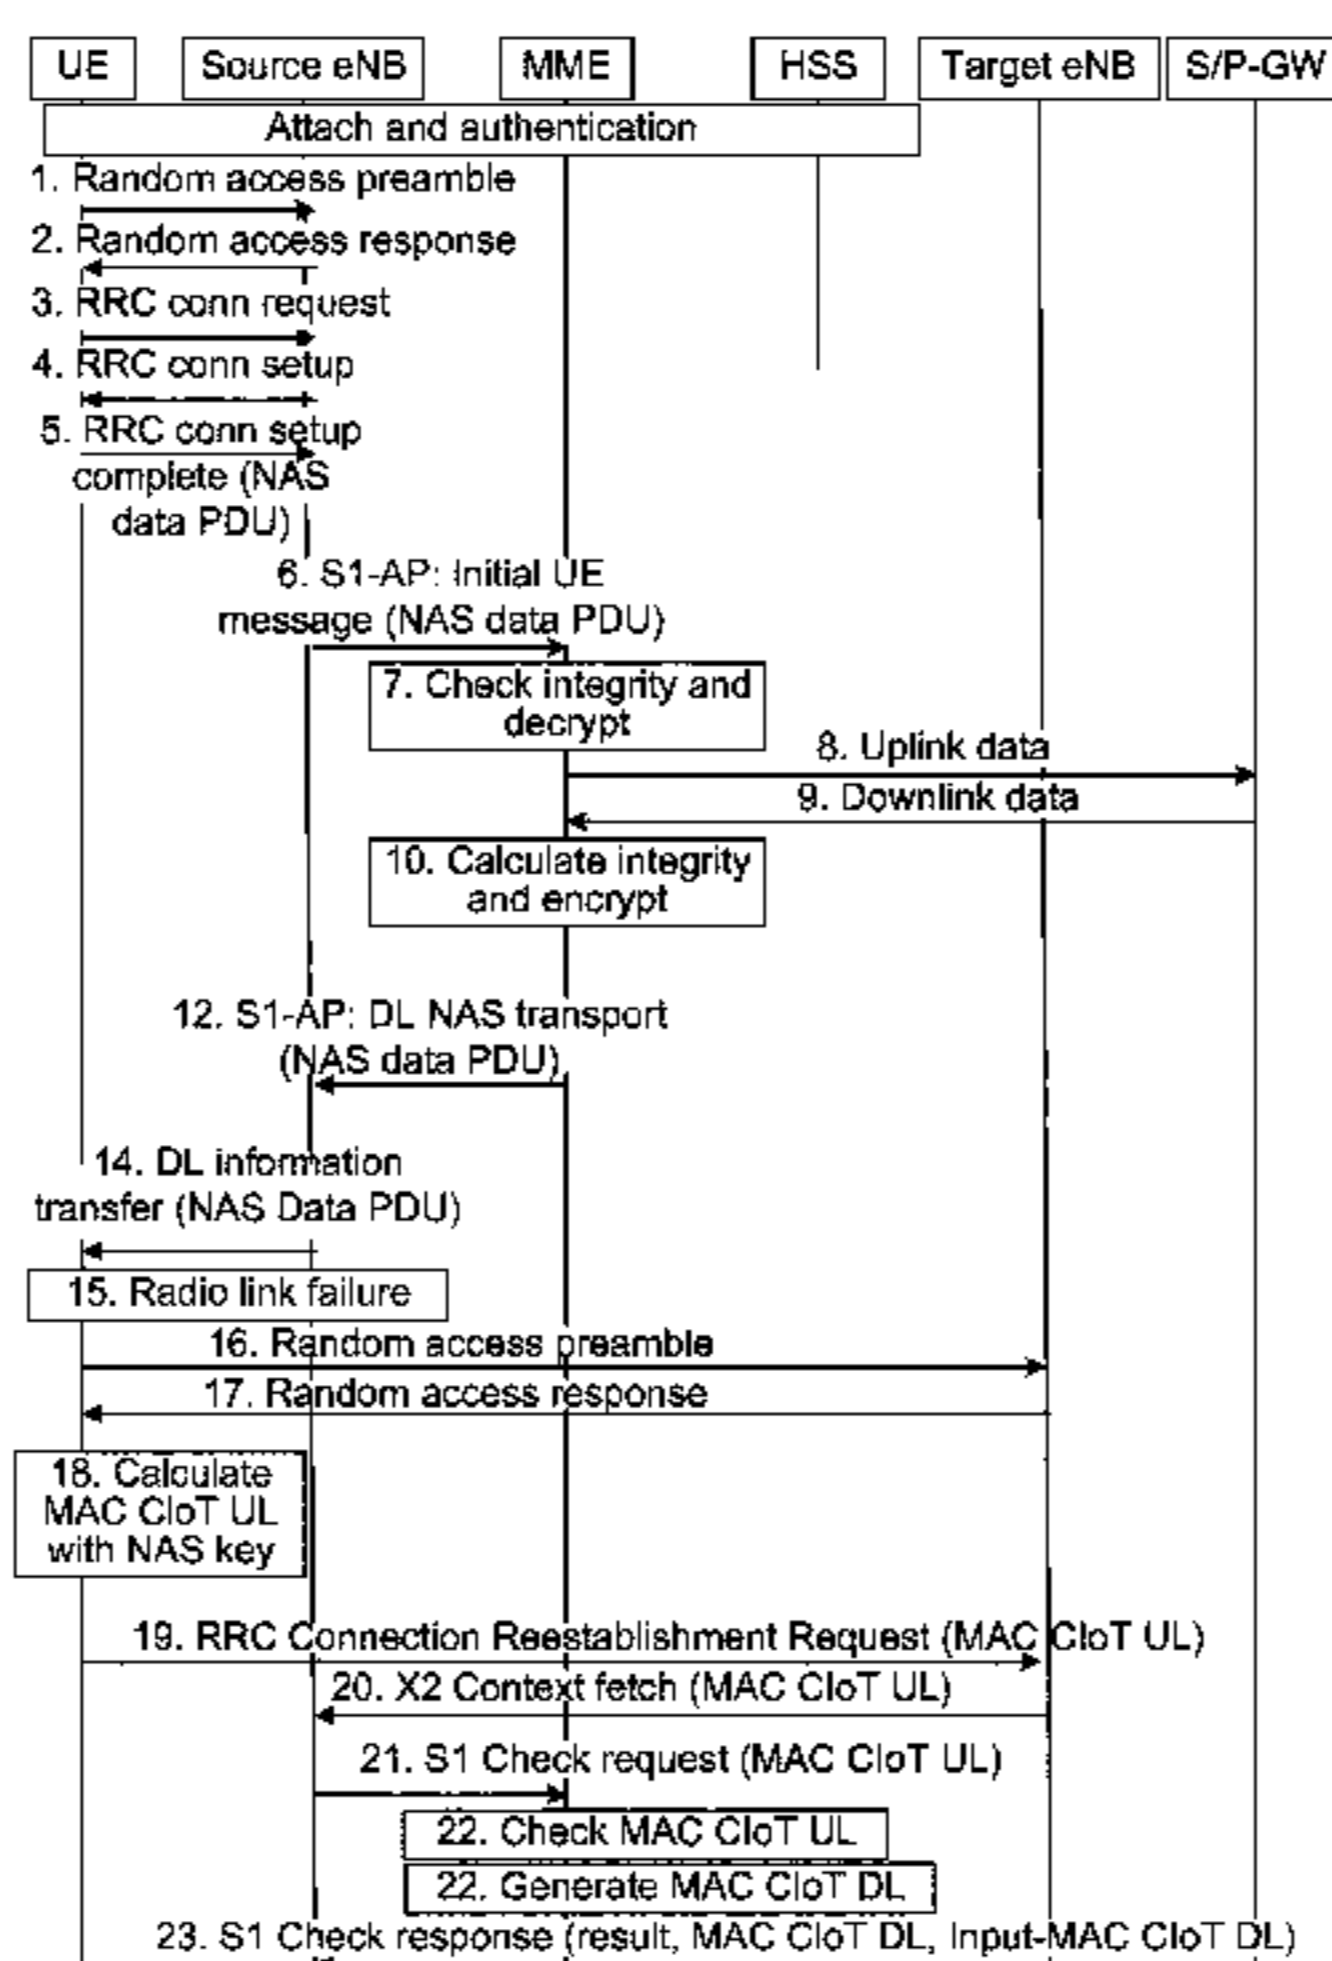 UE
Source eNB
MME
HSS
Target eNB
S/P-GW
Attach and authentication
1. Random access preamble
2. Random access response
3. RRC conn request
4. RRC conn setup
5. RRC conn setup
complete (NAS
data PDU)
6. S1-AP: Initial UE
message (NAS data PDU)
7. Check integrity and
decrypt
8. Uplink data
9. Downlink data
10. Calculate integrity
and encrypt
12. S1-AP: DL NAS transport
(NAS data PDU)
14. DL information
transfer (NAS Data PDU)
15. Radio link failure
16. Random access preamble
17. Random access response
18. Calculate
MAC CIoT UL
with NAS key
19. RRC Connection Reestablishment Request (MAC CIoT UL)
20. X2 Context fetch (MAC CIoT UL)
21. S1 Check request (MAC CIoT UL)
22. Check MAC CIoT UL
22. Generate MAC CIoT DL
23. S1 Check response (result, MAC CIoT DL, Input-MAC CIoT DL)